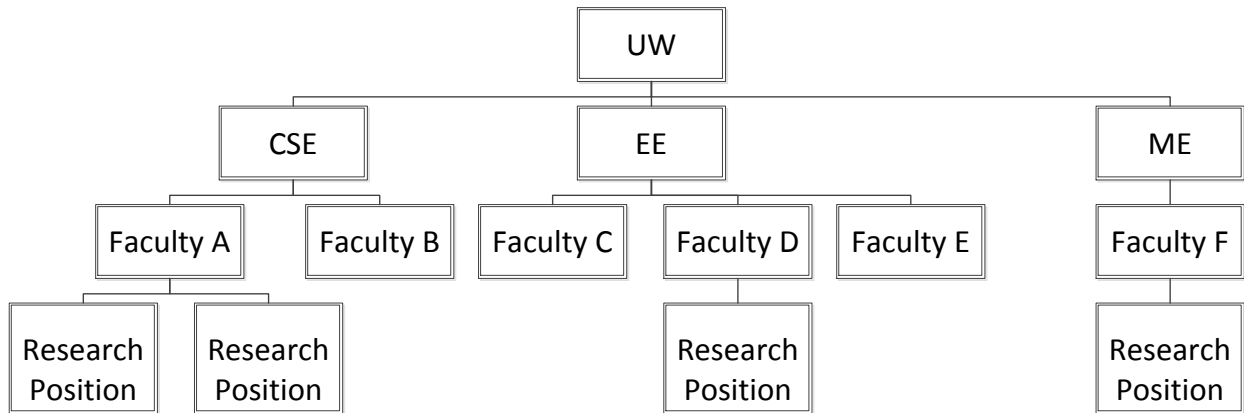 UW
CSE
EE
ME
Faculty A
Faculty B
Faculty C
Faculty D
Faculty E
Faculty F
Research
Position
Research
Position
Research
Position
Research
Position